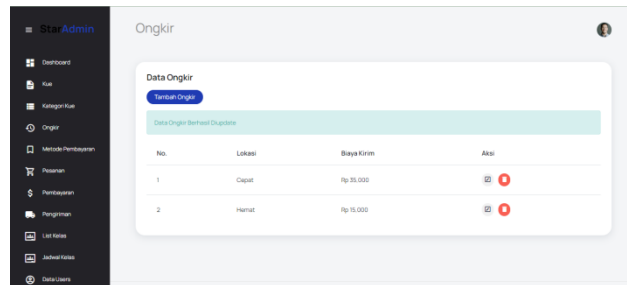 StarAdmin
Ongkir
Dashboard
Kue
Kategori Kue
Ongkir
Metode Pembayaran
Pesanan
Pembayaran
Pengiriman
List Kelas
Jadwal Kelas
Data Users
Data Ongkir
Tambah Ongkir
Data Ongkir Berhasil Diupdate
No. Lokasi Biaya Kirim Aksi
1 Cepat Rp 35.000
2 Hemat Rp 15.000